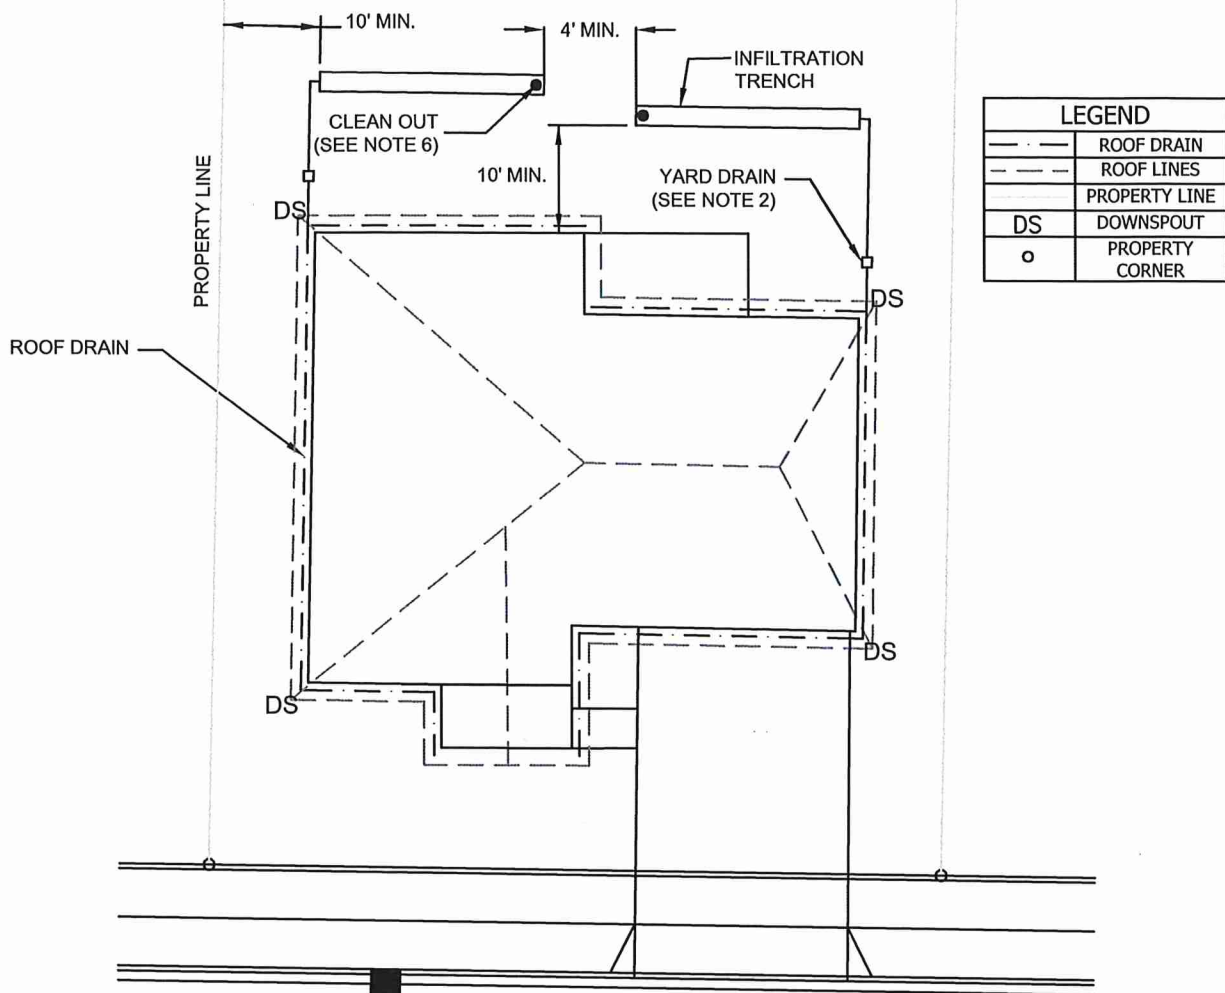 10' MIN.
4' MIN.
INFILTRATION
TRENCH
CLEAN OUT
(SEE NOTE 6)
10' MIN.
YARD DRAIN
(SEE NOTE 2)
PROPERTY LINE
DS
DS
ROOF DRAIN
DS
DS
LEGEND
ROOF DRAIN
ROOF LINES
PROPERTY LINE
DS DOWNSPOUT
PROPERTY
CORNER